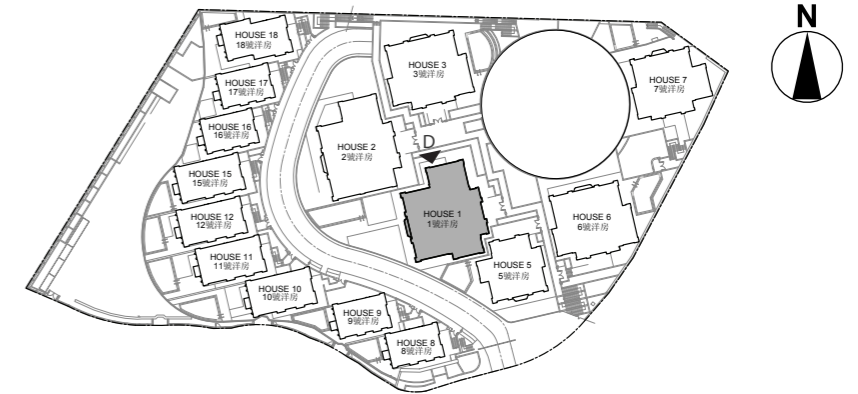 N
HOUSE 18
18號洋房
HOUSE 17
17號洋房
HOUSE 16
16號洋房
HOUSE 15
15號洋房
HOUSE 12
12號洋房
HOUSE 11
11號洋房
HOUSE 10
10號洋房
HOUSE 9
9號洋房
HOUSE 8
8號洋房
HOUSE 3
3號洋房
HOUSE 2
2號洋房
D
HOUSE 1
1號洋房
HOUSE 5
5號洋房
HOUSE 6
6號洋房
HOUSE 7
7號洋房